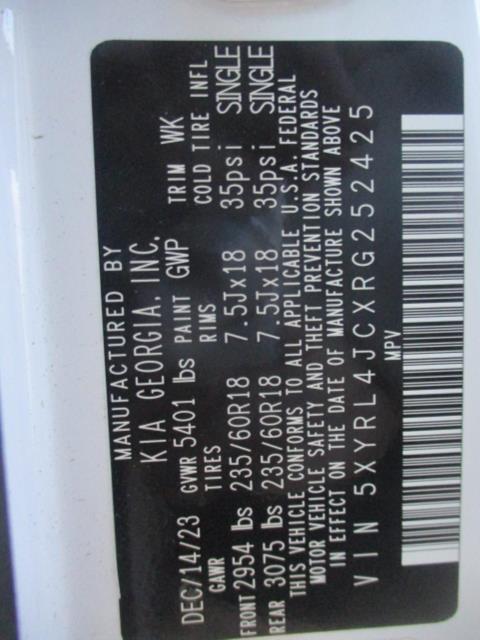 MANUFACTURED BY
KIA GEORGIA, INC.
DEC/14/23 GVWR 5401 lbs PAINT GWP TRIM WK
GAWR TIRES RIMS COLD TIRE INFL
FRONT 2954 lbs 235/60R18 7.5Jx18 35psi SINGLE
REAR 3075 lbs 235/60R18 7.5Jx18 35psi SINGLE
THIS VEHICLE CONFORMS TO ALL APPLICABLE U.S.A. FEDERAL
MOTOR VEHICLE SAFETY AND THEFT PREVENTION STANDARDS
IN EFFECT ON THE DATE OF MANUFACTURE SHOWN ABOVE
VIN 5XYRL4JCXRG252425
MPV